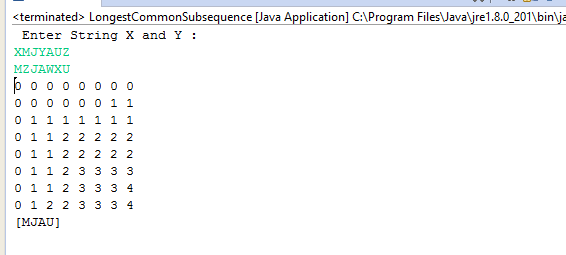 <terminated> LongestCommonSubsequence [Java Application] C:\Program Files\Java\jre1.8.0_201\bin\ja
Enter String X and Y :
XMJYAUZ
MZJAWXU
0 0 0 0 0 0 0 0
0 0 0 0 0 0 1 1
0 1 1 1 1 1 1 1
0 1 1 2 2 2 2 2
0 1 1 2 2 2 2 2
0 1 1 2 3 3 3 3
0 1 1 2 3 3 3 4
0 1 2 2 3 3 3 4
[MJAU]